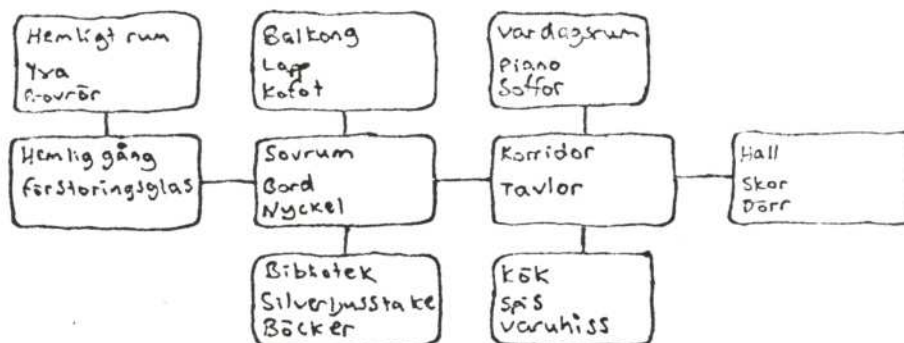 Hemligt rum
Yxa
Provrör
Balkong
Lapp
Kofot
Vardagsrum
Piano
Soffor
Hemlig gång
Förstoringsglas
Sovrum
Bord
Nyckel
Korridor
Tavlor
Hall
Skor
Dörr
Bibliotek
Silverljusstake
Böcker
Kök
Spis
Varuhiss